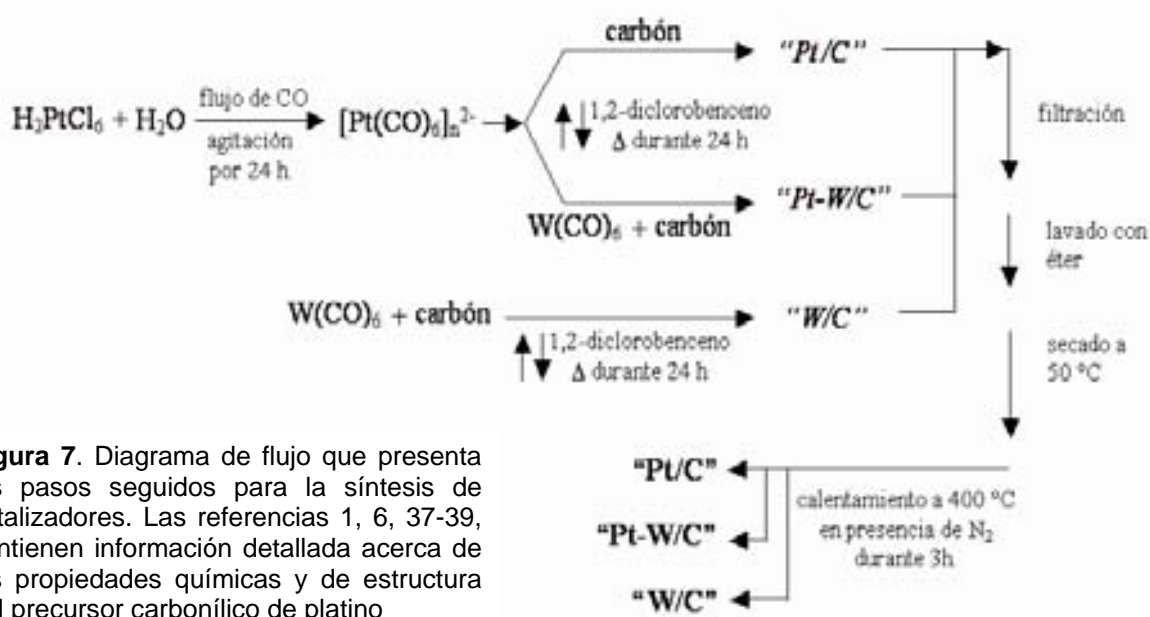 carbón
"Pt/C"
flujo de CO
H₂PtCl₆ + H₂O
[Pt(CO)₆]ₙ²⁻
agitación
por 24 h
1,2-diclorobenceno
Δ durante 24 h
filtración
"Pt-W/C"
W(CO)₆ + carbón
lavado con
éter
W(CO)₆ + carbón
"W/C"
1,2-diclorobenceno
Δ durante 24 h
secado a
50 ºC
gura 7. Diagrama de flujo que presenta
s pasos seguidos para la síntesis de
talizadores. Las referencias 1, 6, 37-39,
ntienen información detallada acerca de
s propiedades químicas y de estructura
l precursor carbonílico de platino
"Pt/C"
"Pt-W/C"
"W/C"
calentamiento a 400 ºC
en presencia de N₂
durante 3h